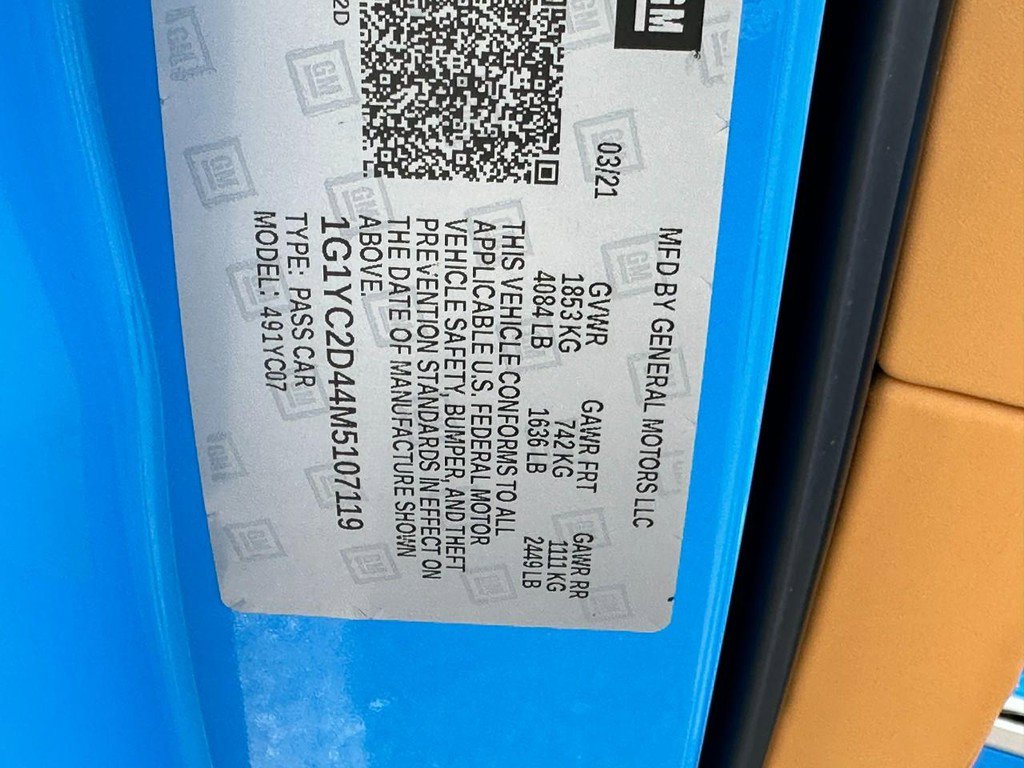 GM
2D
03/21
MFD BY GENERAL MOTORS LLC
GVWR GAWR FRT GAWR RR
1853 KG 742 KG 1111 KG
4084 LB 1636 LB 2449 LB
THIS VEHICLE CONFORMS TO ALL
APPLICABLE U.S. FEDERAL MOTOR
VEHICLE SAFETY, BUMPER, AND THEFT
PREVENTION STANDARDS IN EFFECT ON
THE DATE OF MANUFACTURE SHOWN
ABOVE.
1G1YC2D44M5107119
TYPE: PASS CAR
MODEL: 491YC07